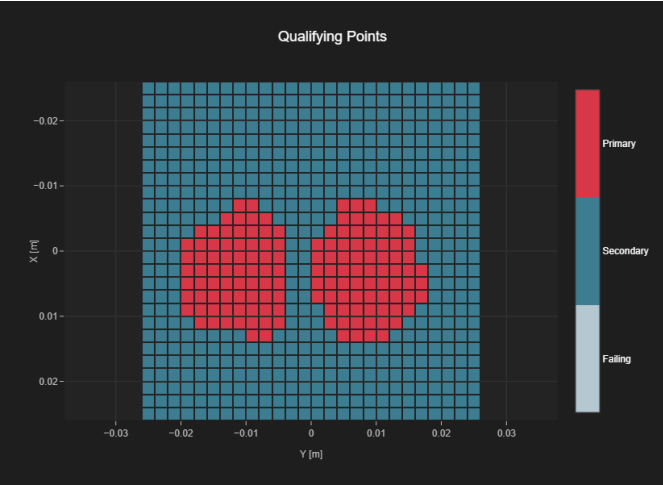 Qualifying Points
−0.02
−0.01
0
0.01
0.02
X [m]
−0.03
−0.02
−0.01
0
0.01
0.02
0.03
Y [m]
Primary
Secondary
Failing